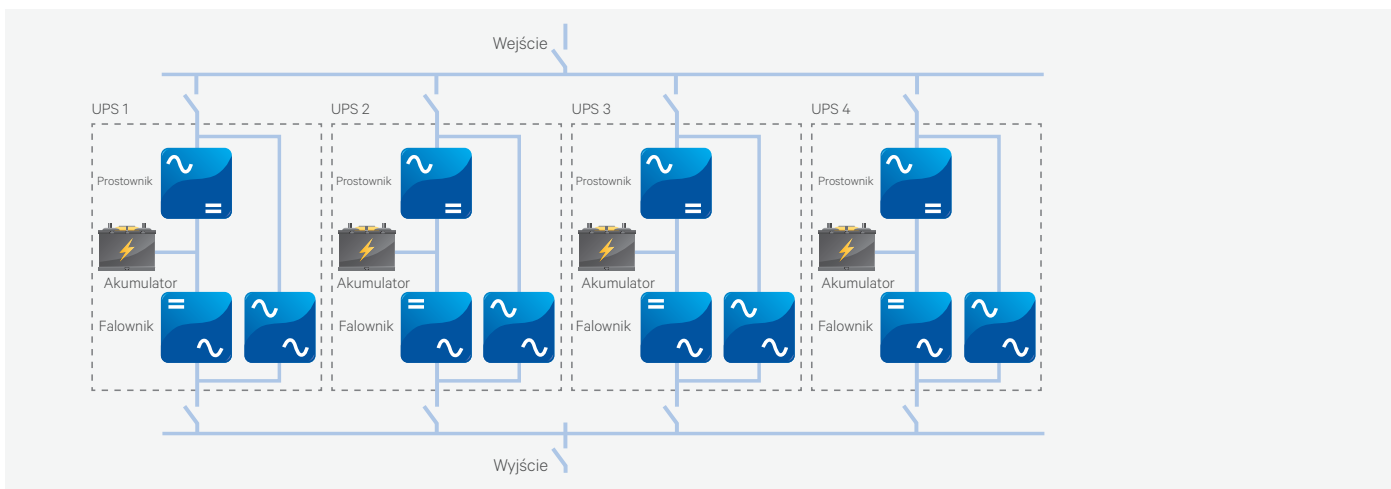 Wejście
UPS 1
UPS 2
UPS 3
UPS 4
Prostownik
Prostownik
Prostownik
Prostownik
Akumulator
Akumulator
Akumulator
Akumulator
Falownik
Falownik
Falownik
Falownik
Wyjście